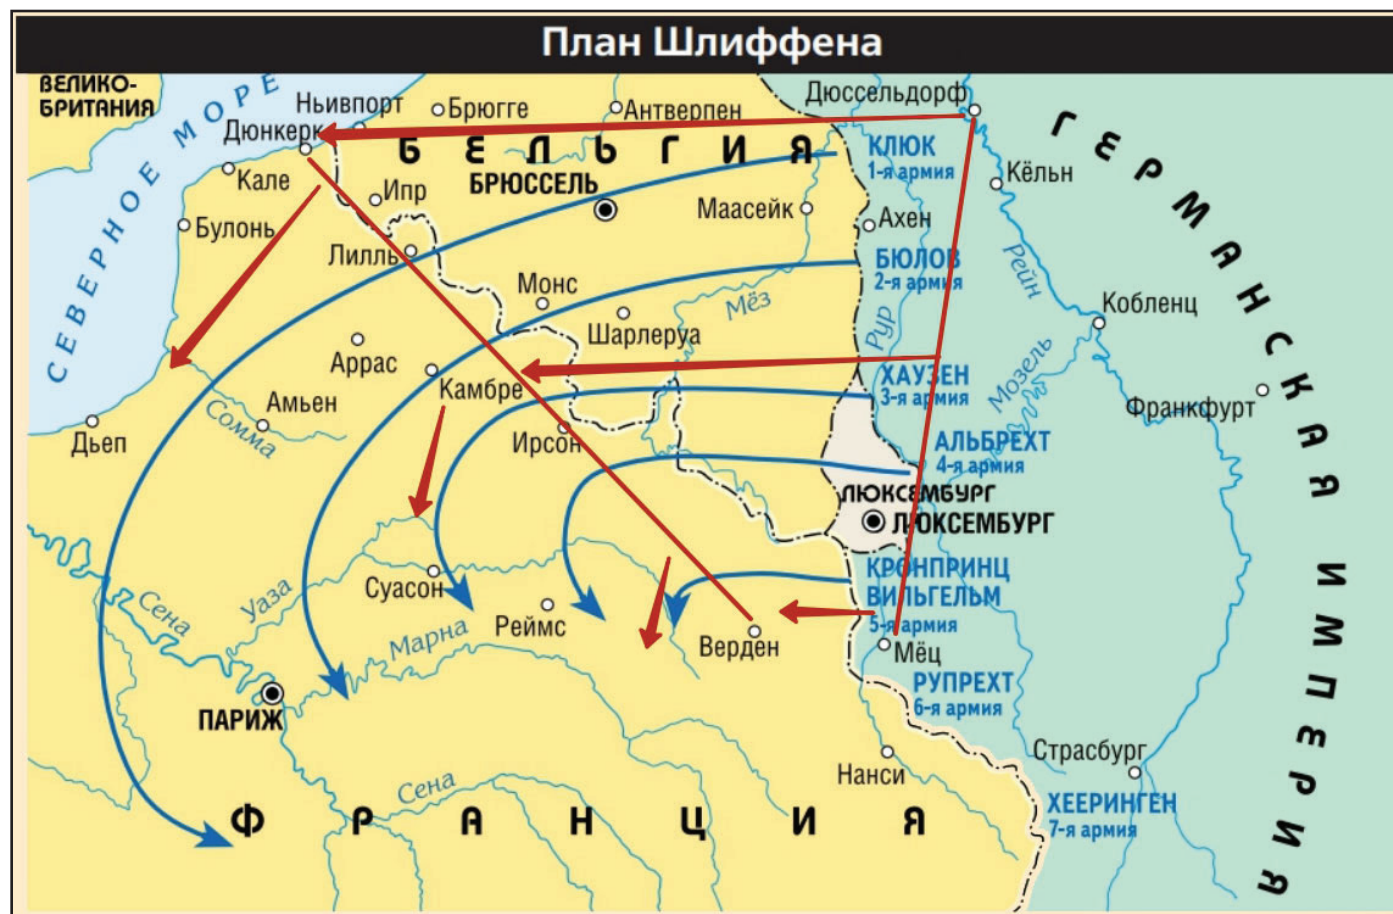 План Шлиффена
ВЕЛИКО-
БРИТАНИЯ
СЕВЕРНОЕ МОРЕ
Ньивпорт
Брюгге
Антверпен
Дюссельдорф
Дюнкерк
БЕЛЬГИЯ
КЛЮК
1-я армия
Кёльн
Кале
Ипр
БРЮССЕЛЬ
Маасейк
Ахен
Булонь
Лилль
БЮЛОВ
2-я армия
Рейн
Монс
Мёз
Шарлеруа
Рур
Кобленц
Аррас
Камбре
ХАУЗЕН
3-я армия
Мозель
Франкфурт
Дьеп
Сомма
Амьен
Ирсон
АЛЬБРЕХТ
4-я армия
ЛЮКСЕМБУРГ
ЛЮКСЕМБУРГ
Сена
Уаза
Суасон
Реймс
Марна
Верден
КРОНПРИНЦ
ВИЛЬГЕЛЬМ
5-я армия
Мёц
ПАРИЖ
РУПРЕХТ
6-я армия
Нанси
Страсбург
Сена
ФРАНЦИЯ
ХЕЕРИНГЕН
7-я армия
ГЕРМАНСКАЯ ИМПЕРИЯ